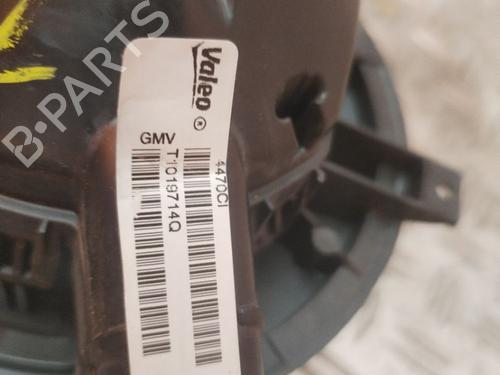 Valeo
4470CI
GMV
T1019714Q
B-PARTS